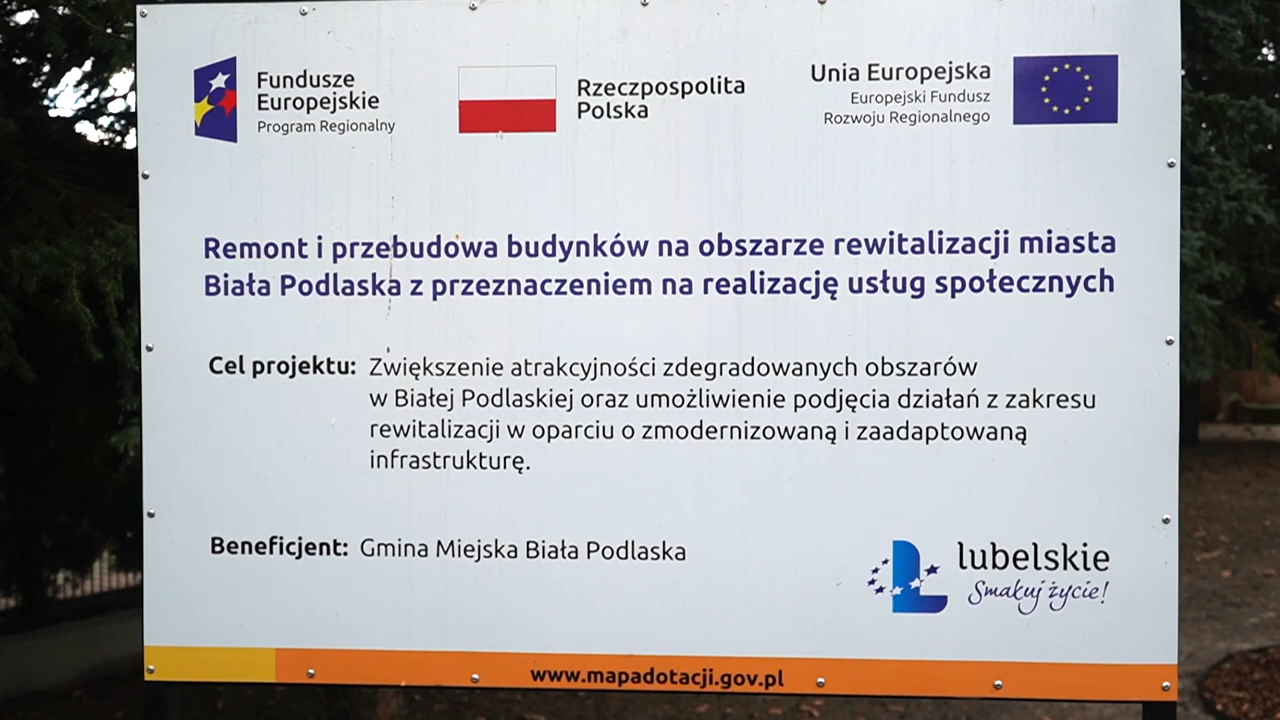 Fundusze
Europejskie
Program Regionalny
Rzeczpospolita
Polska
Unia Europejska
Europejski Fundusz
Rozwoju Regionalnego
Remont i przebudowa budynków na obszarze rewitalizacji miasta
Biała Podlaska z przeznaczeniem na realizację usług społecznych
Cel projektu: Zwiększenie atrakcyjności zdegradowanych obszarów
w Białej Podlaskiej oraz umożliwienie podjęcia działań z zakresu
rewitalizacji w oparciu o zmodernizowaną i zaadaptowaną
infrastrukturę.
Beneficjent: Gmina Miejska Biała Podlaska
lubelskie
Smakuj życie!
www.mapadotacji.gov.pl